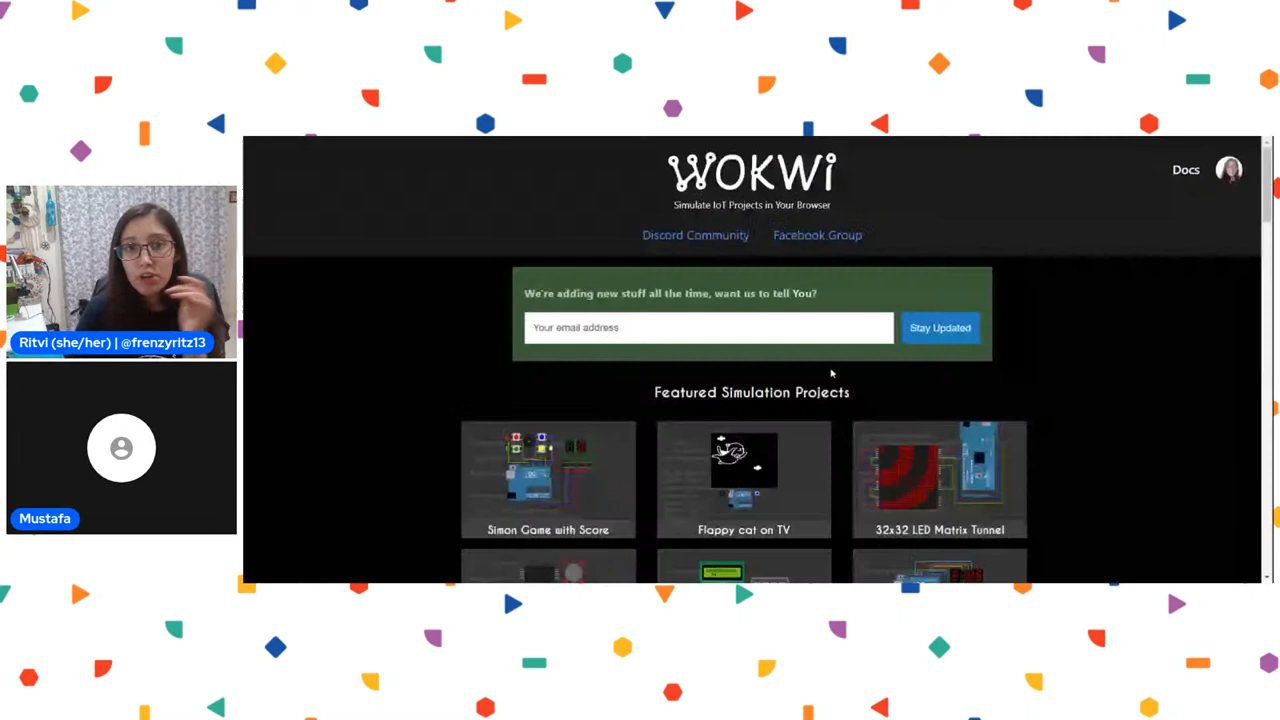 WOKWi
Simulate IoT Projects in Your Browser
Docs
Discord Community Facebook Group
We're adding new stuff all the time, want us to tell You?
Your email address
Stay Updated
Featured Simulation Projects
Simon Game with Score
Flappy cat on TV
32x32 LED Matrix Tunnel
Ritvi (she/her) | @frenzyritz13
Mustafa